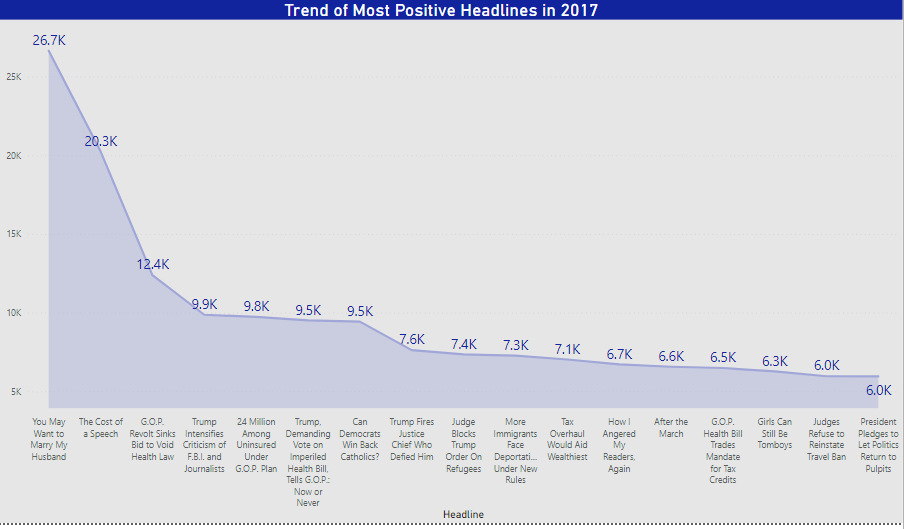 Trend of Most Positive Headlines in 2017
26.7K
25K
20.3K
20K
15K
12.4K
10K
9.9K
9.8K
9.5K
9.5K
7.6K
7.4K
7.3K
7.1K
6.7K
6.6K
6.5K
6.3K
6.0K
6.0K
5K
You May
Want to
Marry My
Husband
The Cost of
a Speech
G.O.P.
Revolt Sinks
Bid to Void
Health Law
Trump
Intensifies
Criticism of
F.B.I. and
Journalists
24 Million
Among
Uninsured
Under
G.O.P. Plan
Trump,
Demanding
Vote on
Imperiled
Health Bill,
Tells G.O.P.:
Now or
Never
Can
Democrats
Win Back
Catholics?
Trump Fires
Justice
Chief Who
Defied Him
Judge
Blocks
Trump
Order On
Refugees
More
Immigrants
Face
Deportati...
Under New
Rules
Tax
Overhaul
Would Aid
Wealthiest
How I
Angered
My
Readers,
Again
After the
March
G.O.P.
Health Bill
Trades
Mandate
for Tax
Credits
Girls Can
Still Be
Tomboys
Judges
Refuse to
Reinstate
Travel Ban
President
Pledges to
Let Politics
Return to
Pulpits
Headline